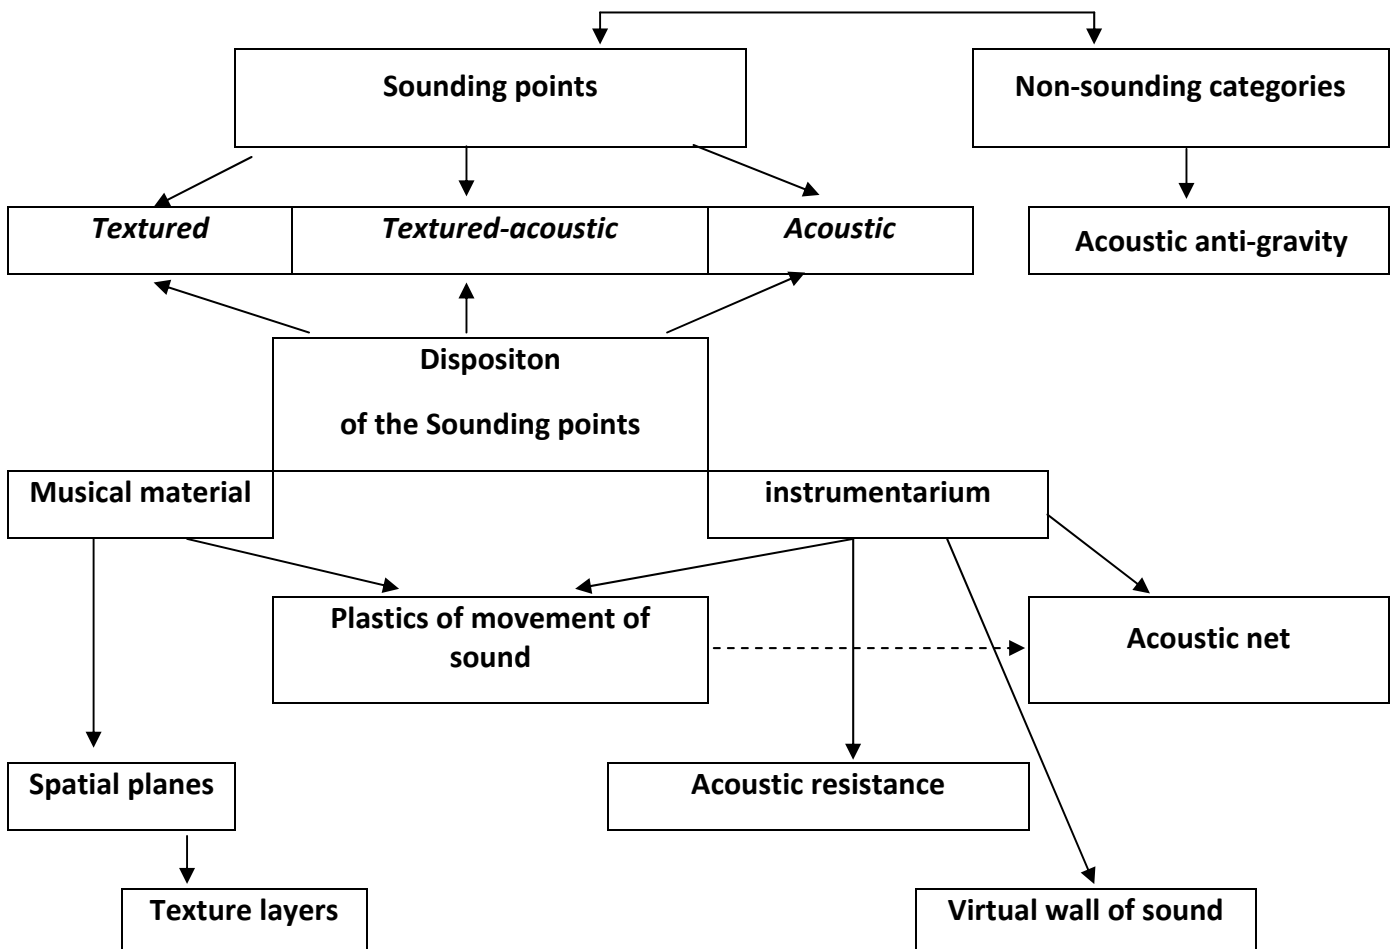 Sounding points
Non-sounding categories
Textured
Textured-acoustic
Acoustic
Acoustic anti-gravity
Dispositon
of the Sounding points
Musical material
instrumentarium
Plastics of movement of
sound
Acoustic net
Spatial planes
Acoustic resistance
Texture layers
Virtual wall of sound